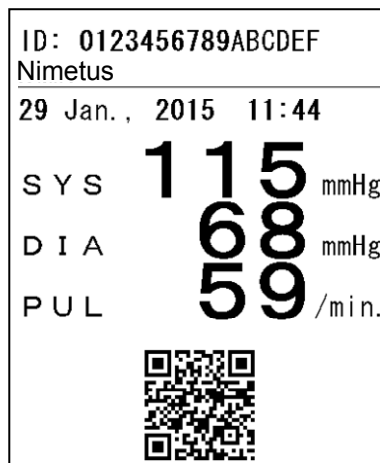 ID: 0123456789ABCDEF
Nimetus
29 Jan., 2015 11:44
SYS 115 mmHg
DIA 68 mmHg
PUL 59 /min.